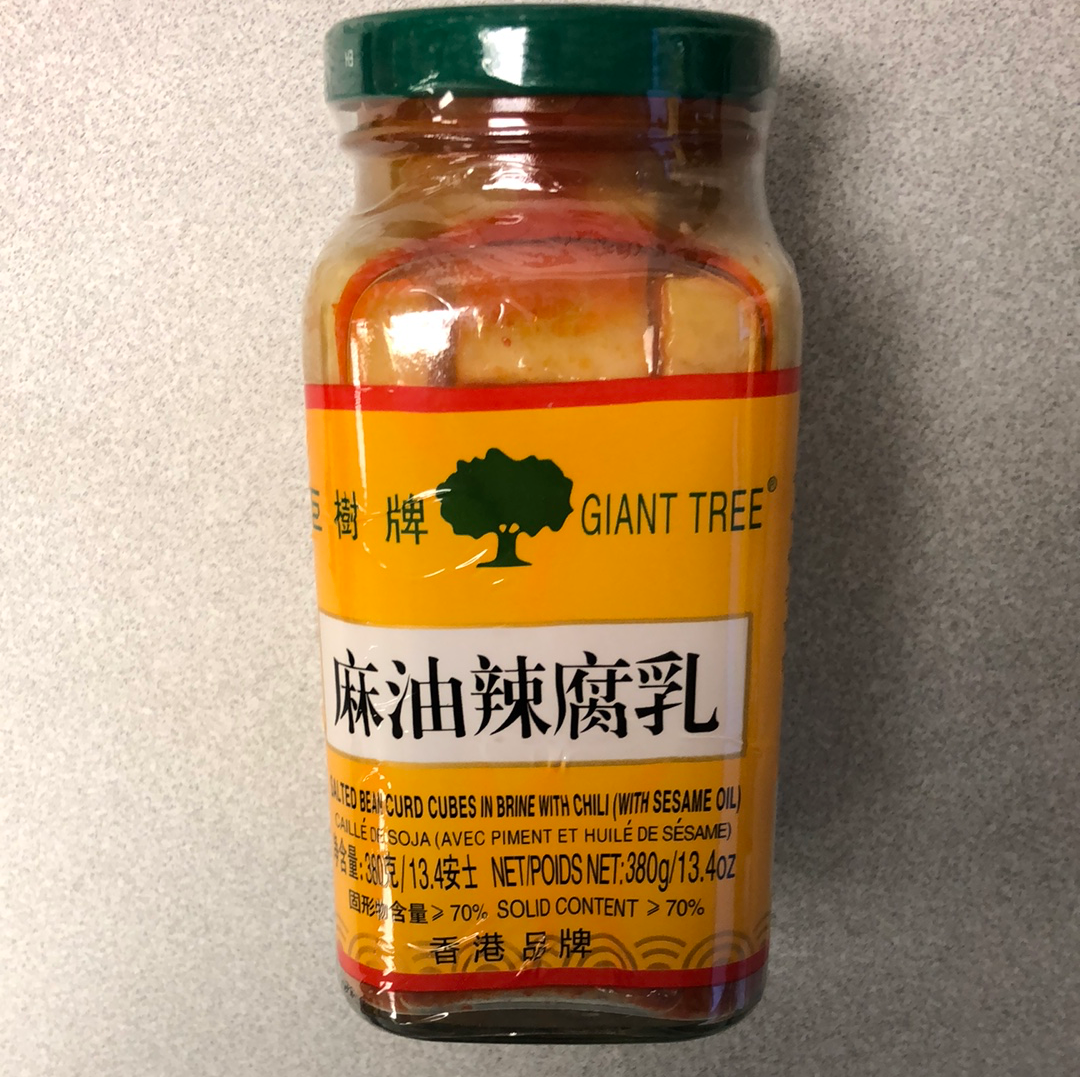 巨樹牌 GIANT TREE®
麻油辣腐乳
SALTED BEAN CURD CUBES IN BRINE WITH CHILI (WITH SESAME OIL)
CAILLÉ DE SOJA (AVEC PIMENT ET HUILÉ DE SÉSAME)
净含量:380克/13.4安士 NET/POIDS NET:380g/13.4oz
固形物含量≥70% SOLID CONTENT ≥70%
香港品牌